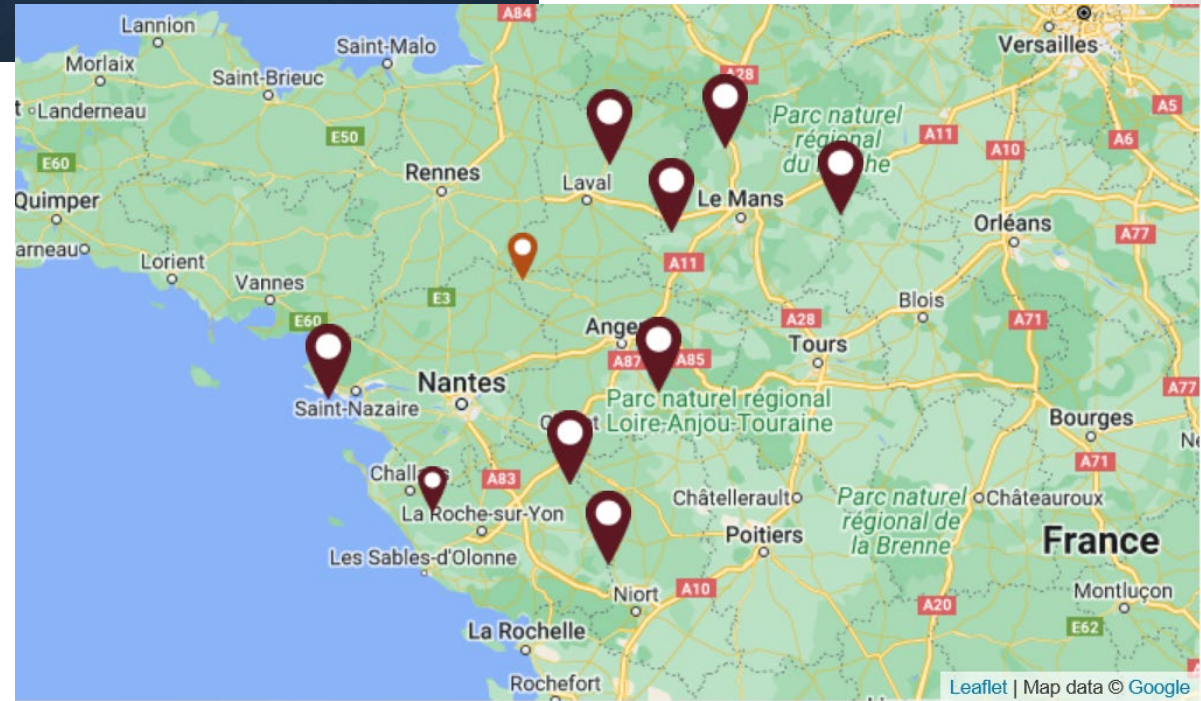 A84
Lannion
Versailles
Saint-Malo
Morlaix
A28
Saint-Brieuc
A5
Landerneau
Parc naturel
régional
du
E50
A11
A6
A10
E60
Rennes
Laval
Quimper
Le Mans
Orléans
A77
Lorient
A11
Vannes
E3
Blois
E60
A28
A71
Tours
A87
A85
Nantes
A77
Parc naturel régional
Loire-Anjou-Touraine
Saint-Nazaire
Bourges
A71
A83
Châtellerault
Parc naturel
régional de
la Brenne
Châteauroux
La Roche-sur-Yon
Poitiers
France
Les Sables-d'Olonne
Niort
A10
Montluçon
A20
E62
La Rochelle
Rochefort
Leaflet | Map data © Google